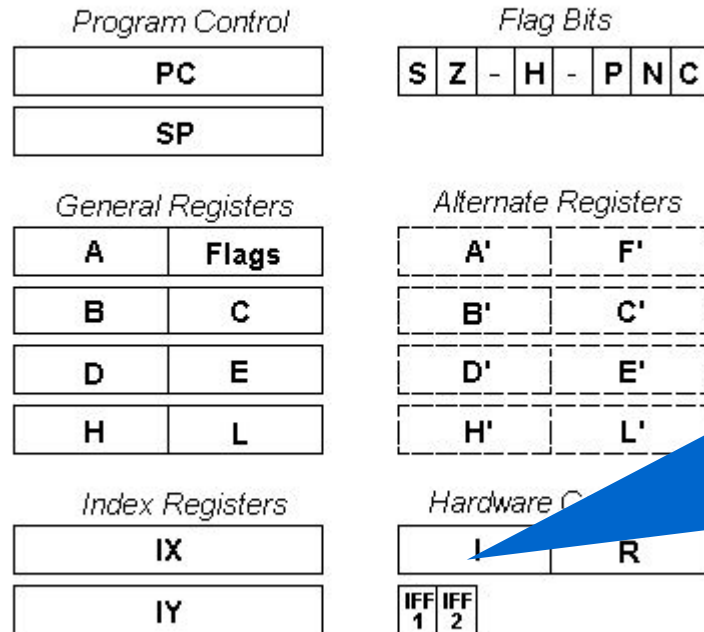 Program Control
PC
SP
Flag Bits
S Z - H - P N C
General Registers
A Flags
B C
D E
H L
Alternate Registers
A' F'
B' C'
D' E'
H' L'
Index Registers
IX
IY
Hardware
I R
IFF 1 IFF 2